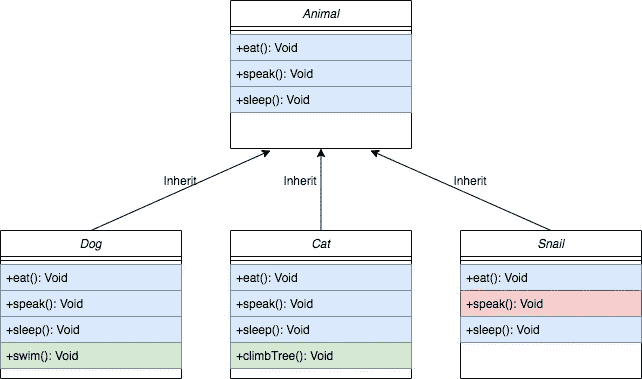 Animal
+eat(): Void
+speak(): Void
+sleep(): Void
Inherit
Inherit
Inherit
Dog
+eat(): Void
+speak(): Void
+sleep(): Void
+swim(): Void
Cat
+eat(): Void
+speak(): Void
+sleep(): Void
+climbTree(): Void
Snail
+eat(): Void
+speak(): Void
+sleep(): Void